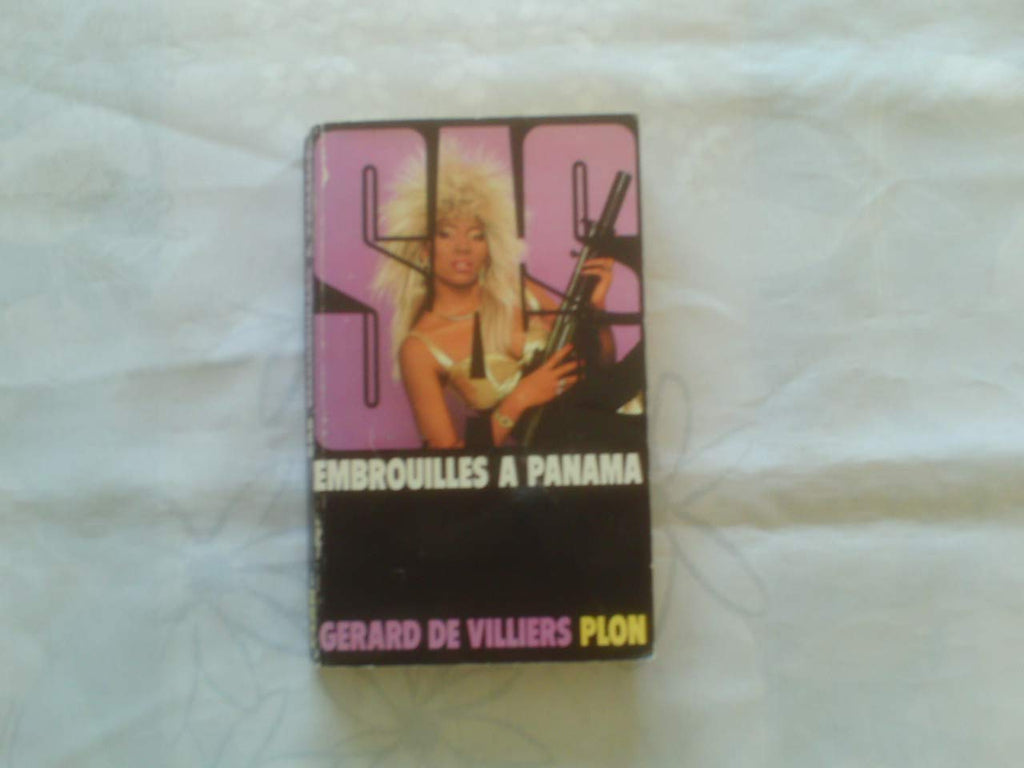 SAS
EMBROUILLES A PANAMA
GERARD DE VILLIERS PLON